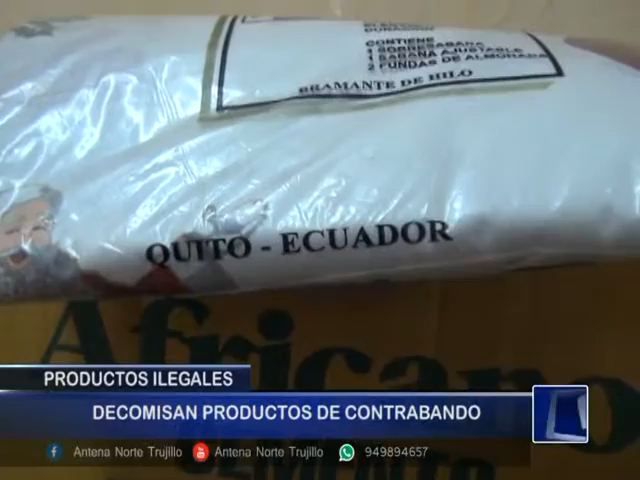 CONTIENE
1 SOBRESABANA
1 SABANA AJUSTABLE
2 FUNDAS DE ALMOHADA
BRAMANTE DE HILO
QUITO - ECUADOR
Africano
PRODUCTOS ILEGALES
DECOMISAN PRODUCTOS DE CONTRABANDO
Antena Norte Trujillo Antena Norte Trujillo 949894657